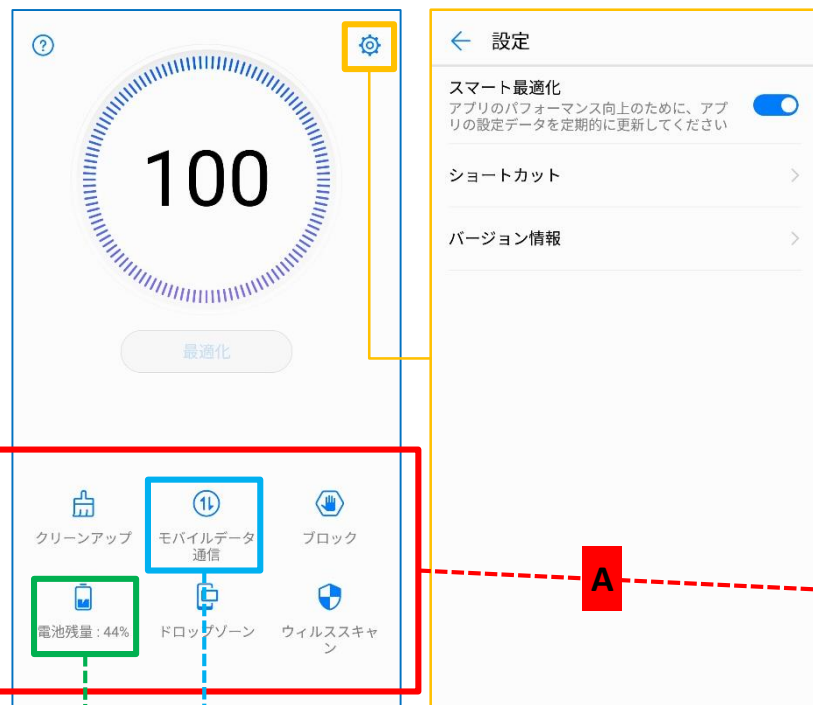 ?
100
最適化
クリーンアップ
モバイルデータ
通信
ブロック
電池残量 : 44%
ドロップゾーン
ウィルススキャ
ン
設定
スマート最適化
アプリのパフォーマンス向上のために、アプ
リの設定データを定期的に更新してください
ショートカット
バージョン情報
A